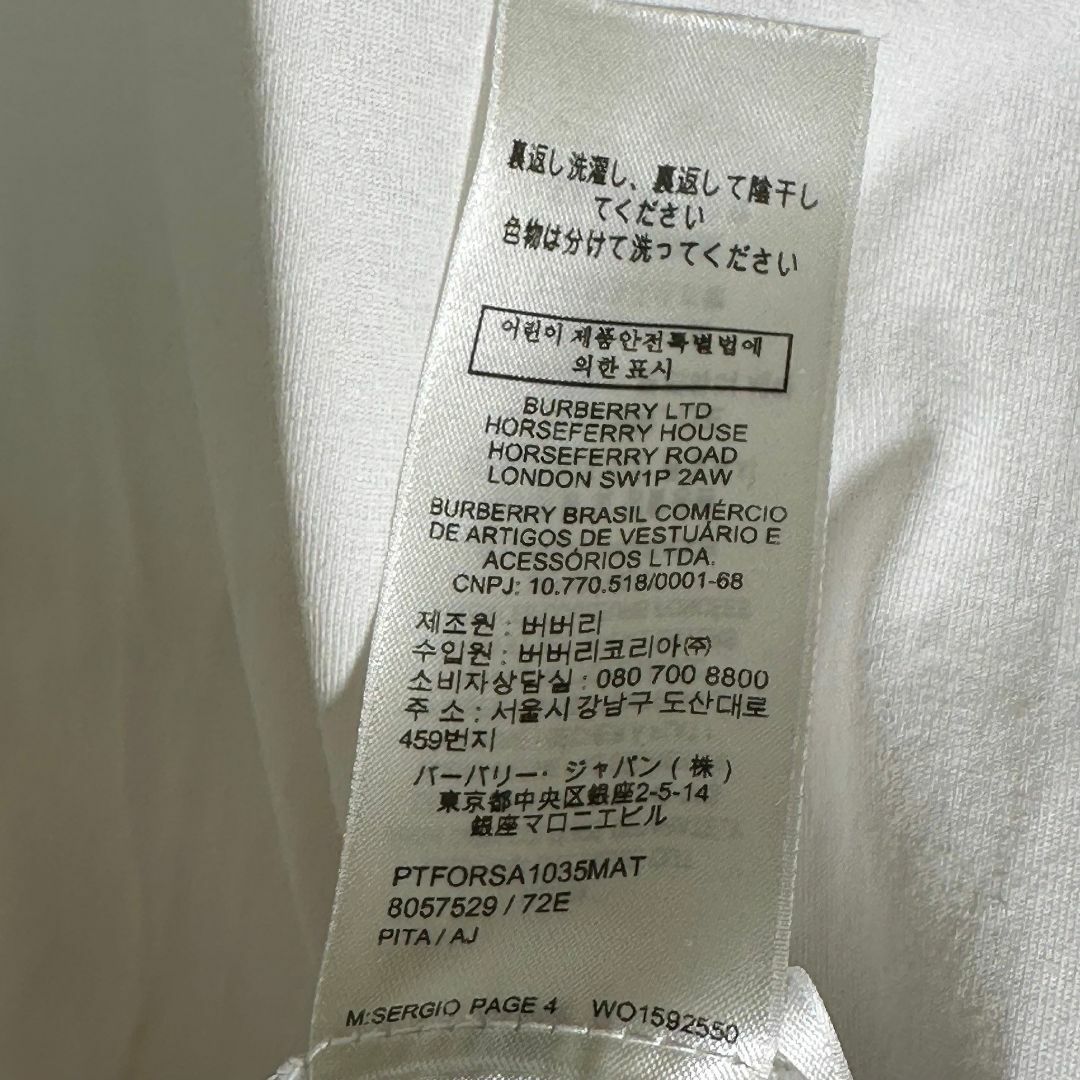 裏返し洗濯し、裏返して陰干し
てください
色物は分けて洗ってください
어린이 제품안전특별법에
의한 표시
BURBERRY LTD
HORSEFERRY HOUSE
HORSEFERRY ROAD
LONDON SW1P 2AW
BURBERRY BRASIL COMÉRCIO
DE ARTIGOS DE VESTUÁRIO E
ACESSÓRIOS LTDA.
CNPJ: 10.770.518/0001-68
제조원 : 버버리
수입원 : 버버리코리아㈜
소비자상담실 : 080 700 8800
주 소 : 서울시 강남구 도산대로
459번지
バーバリー・ジャパン ( 株 )
東京都中央区銀座2-5-14
銀座マロニエビル
PTFORSA1035MAT
8057529 / 72E
PITA / AJ
M:SERGIO PAGE 4 WO1592550